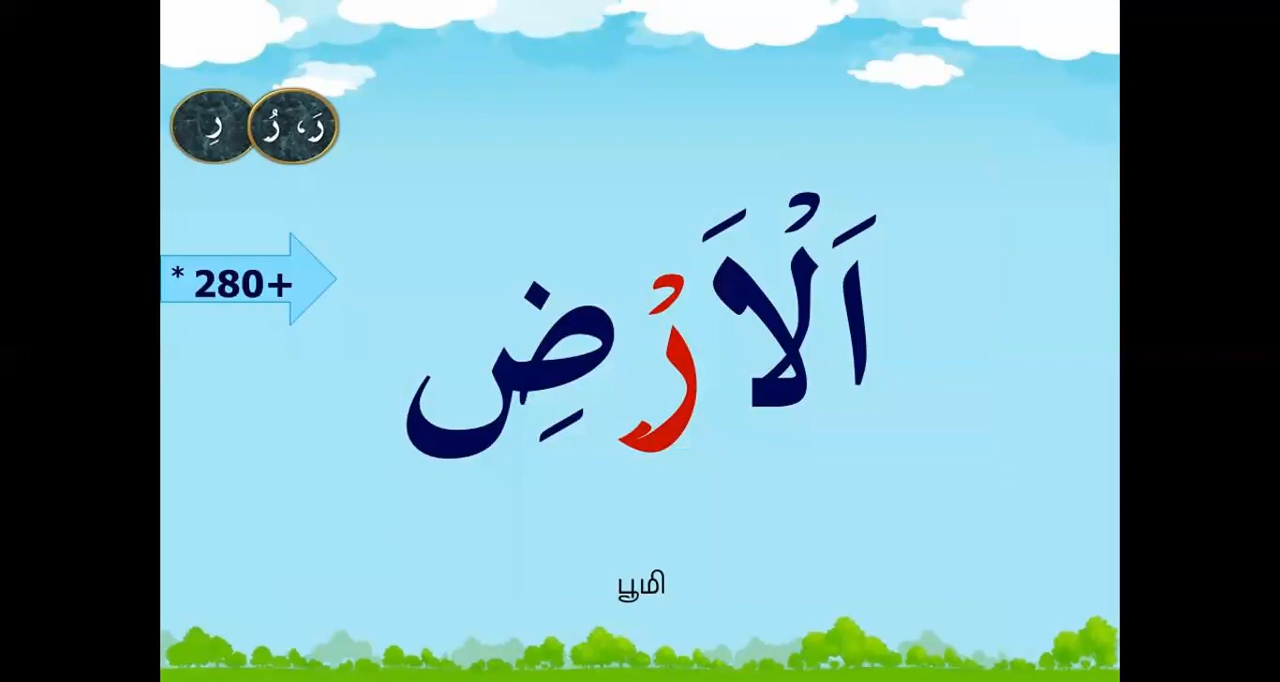 رِ رَ، رُ
* 280+
اَلْاَرْضِ
பூமி